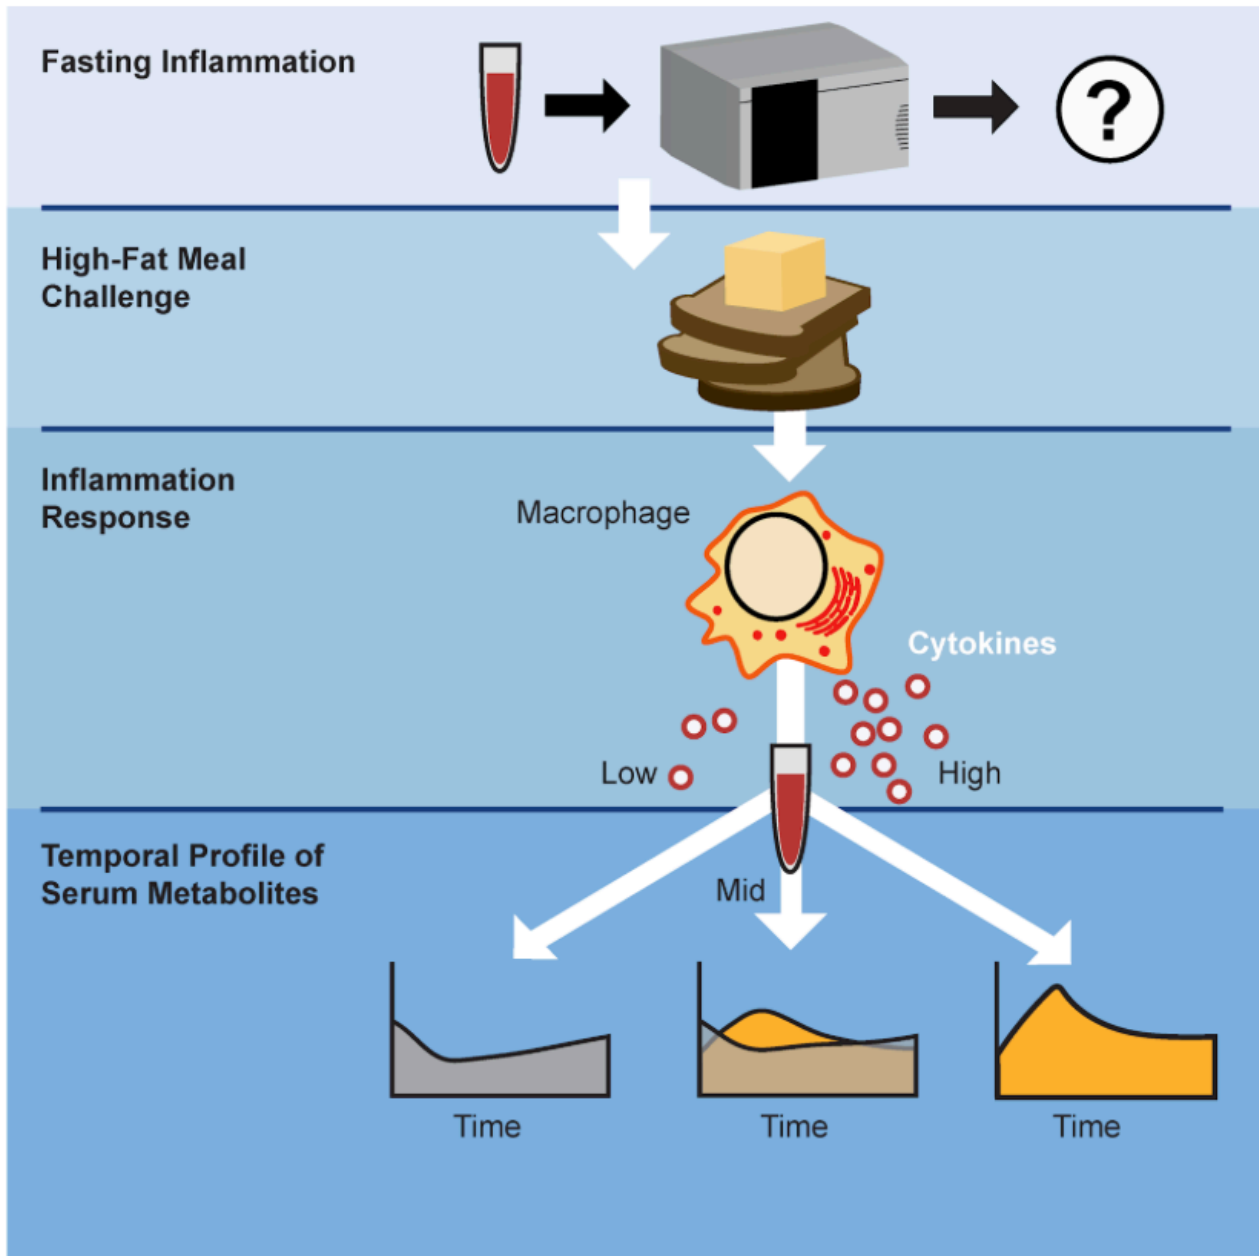 Fasting Inflammation
?
High-Fat Meal
Challenge
Inflammation
Response
Macrophage
Cytokines
Low
High
Temporal Profile of
Serum Metabolites
Mid
Time
Time
Time